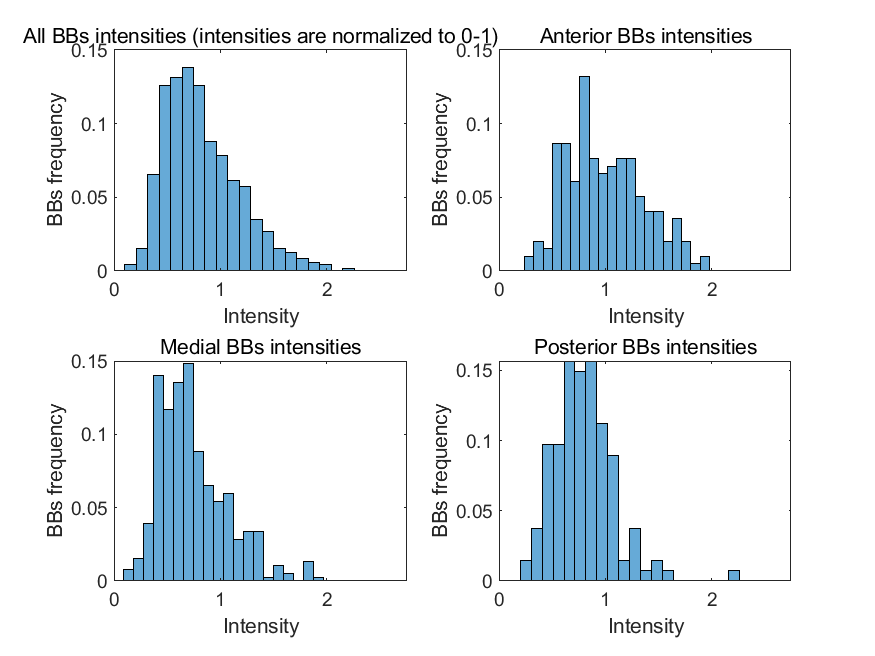 All BBs intensities (intensities are normalized to 0-1)
0.15
0.1
0.05
0
BBs frequency
0 1 2
Intensity
Anterior BBs intensities
0.15
0.1
0.05
0
BBs frequency
0 1 2
Intensity
Medial BBs intensities
0.15
0.1
0.05
0
BBs frequency
0 1 2
Intensity
Posterior BBs intensities
0.15
0.1
0.05
0
BBs frequency
0 1 2
Intensity